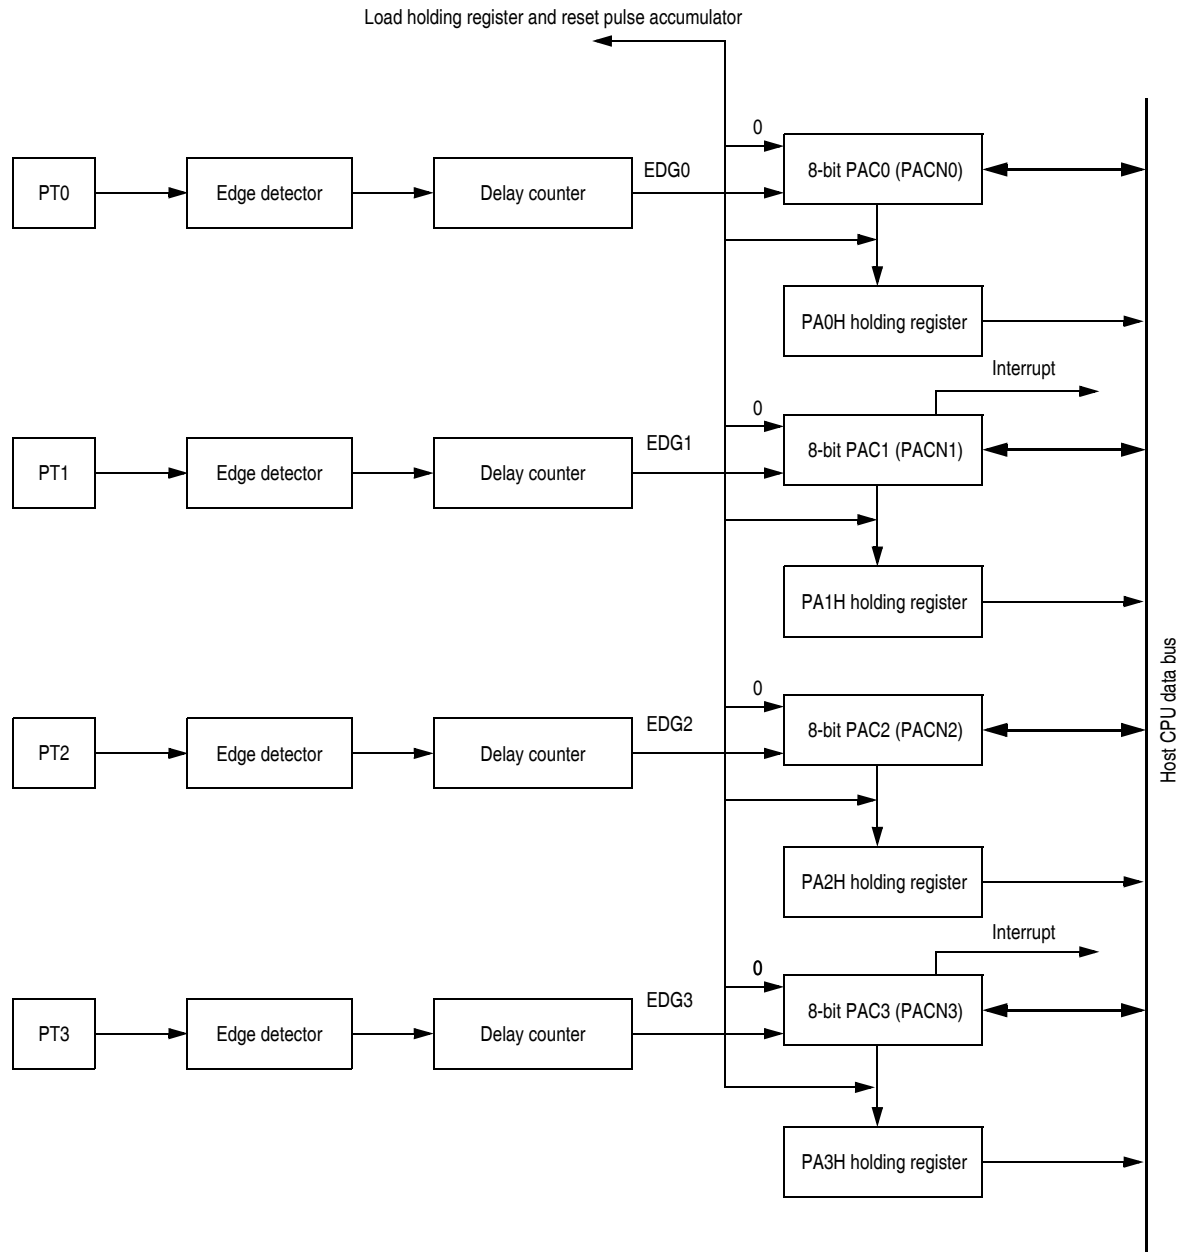 Load holding register and reset pulse accumulator
0
PT0
Edge detector
Delay counter
EDG0
8-bit PAC0 (PACN0)
PA0H holding register
Interrupt
0
PT1
Edge detector
Delay counter
EDG1
8-bit PAC1 (PACN1)
PA1H holding register
0
PT2
Edge detector
Delay counter
EDG2
8-bit PAC2 (PACN2)
PA2H holding register
Interrupt
0
PT3
Edge detector
Delay counter
EDG3
8-bit PAC3 (PACN3)
PA3H holding register
Host CPU data bus